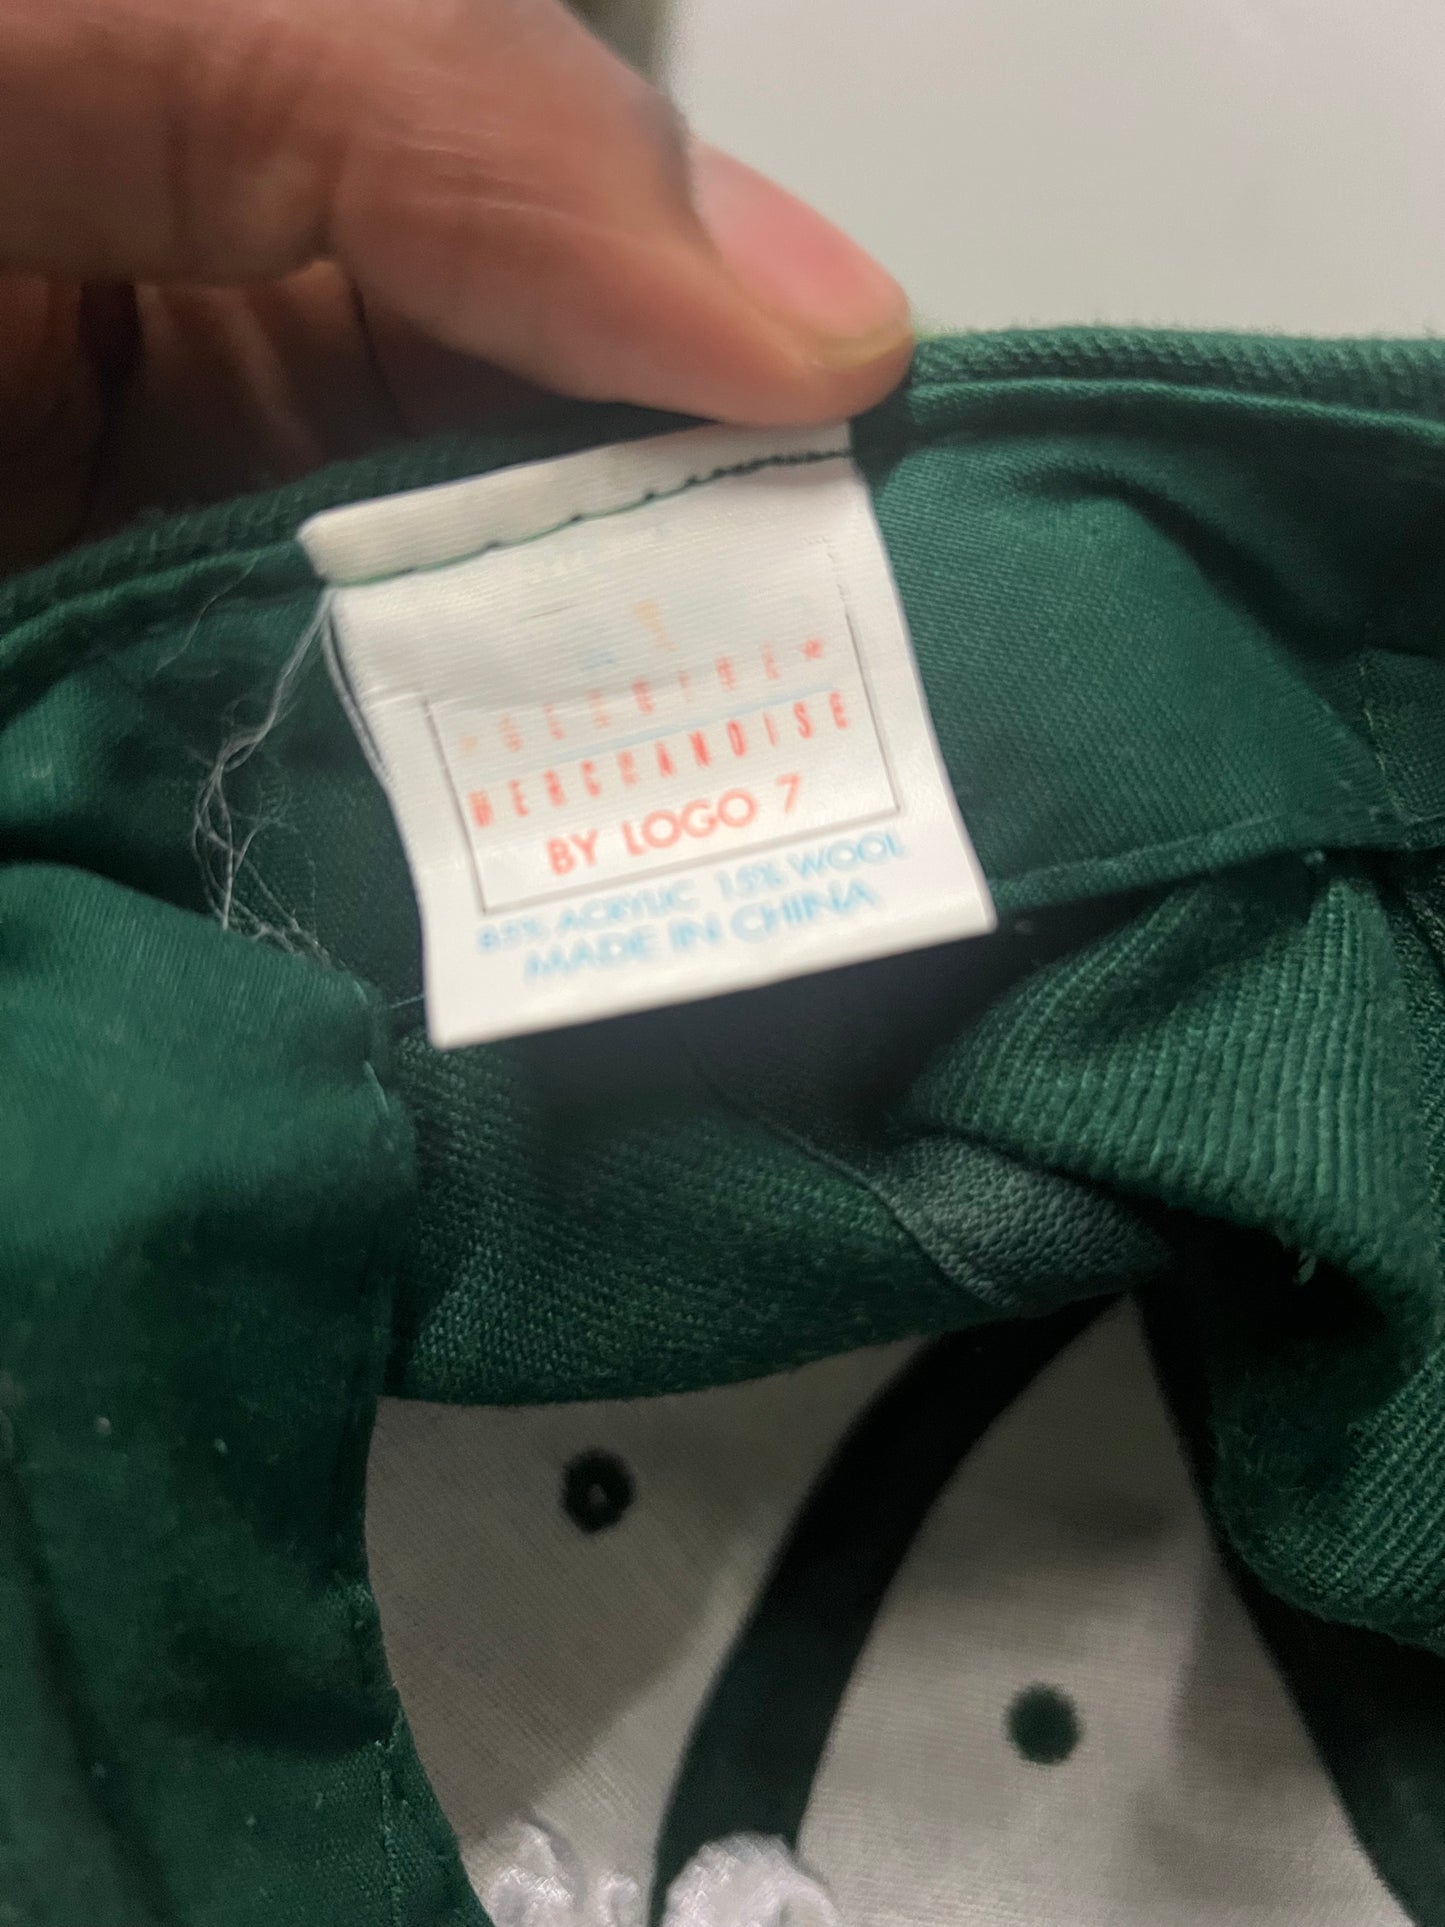 GENUINE *
MERCHANDISE
BY LOGO 7
85% ACRYLIC 15% WOOL
MADE IN CHINA